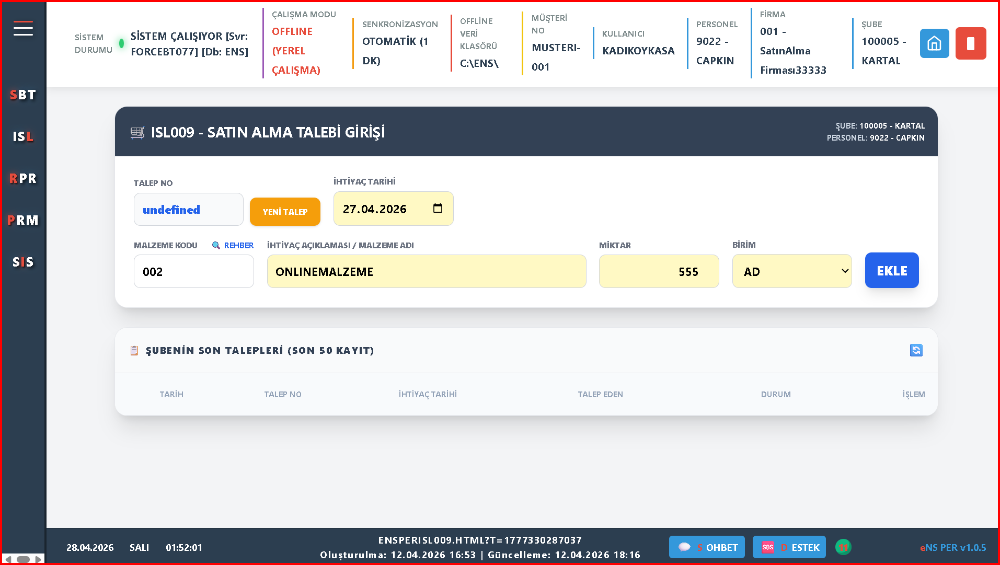 SİSTEM DURUMU
SİSTEM ÇALIŞIYOR [Svr: FORCEBT077] [Db: ENS]
ÇALIŞMA MODU
OFFLINE (YEREL ÇALIŞMA)
SENKRONİZASYON
OTOMATİK (1 DK)
OFFLİNE VERİ KLASÖRÜ
C:\ENS\
MÜŞTERİ NO
MUSTERI-001
KULLANICI
KADIKOYKASA
PERSONEL
9022 - CAPKIN
FİRMA
001 - SatınAlma Firması33333
ŞUBE
100005 - KARTAL
SBT
ISL
RPR
PRM
SIS
ISL009 - SATIN ALMA TALEBİ GİRİŞİ
ŞUBE: 100005 - KARTAL
PERSONEL: 9022 - CAPKIN
TALEP NO
undefined
YENİ TALEP
İHTİYAÇ TARİHİ
27.04.2026
MALZEME KODU
REHBER
002
İHTİYAÇ AÇIKLAMASI / MALZEME ADI
ONLINEMALZEME
MİKTAR
555
BİRİM
AD
EKLE
ŞUBENİN SON TALEPLERİ (SON 50 KAYIT)
TARİH TALEP NO İHTİYAÇ TARİHİ TALEP EDEN DURUM İŞLEM
28.04.2026 SALI 01:52:01
ENSPERISL009.HTML?T=1777330287037
Oluşturulma: 12.04.2026 16:53 | Güncelleme: 12.04.2026 18:16
S OHBET
SOS D ESTEK
11
eNS PER v1.0.5